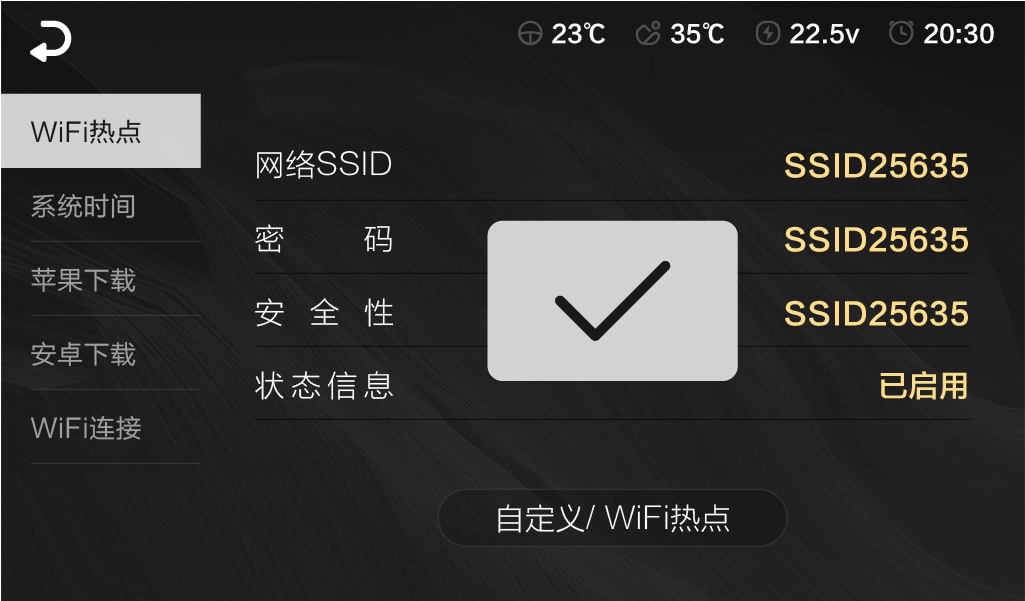 23℃ 35℃ 22.5v 20:30
WiFi热点
系统时间
苹果下载
安卓下载
WiFi连接
网络SSID SSID25635
密码 SSID25635
安全性 SSID25635
状态信息 已启用
自定义/ WiFi热点